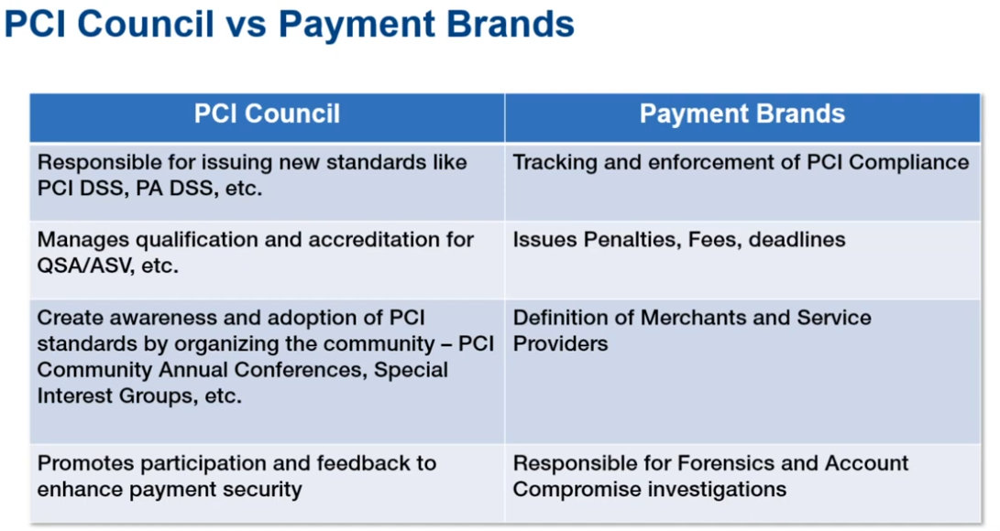 PCI Council vs Payment Brands
PCI Council
Payment Brands
Responsible for issuing new standards like
PCI DSS, PA DSS, etc.
Tracking and enforcement of PCI Compliance
Manages qualification and accreditation for
QSA/ASV, etc.
Issues Penalties, Fees, deadlines
Create awareness and adoption of PCI
standards by organizing the community – PCI
Community Annual Conferences, Special
Interest Groups, etc.
Definition of Merchants and Service
Providers
Promotes participation and feedback to
enhance payment security
Responsible for Forensics and Account
Compromise investigations